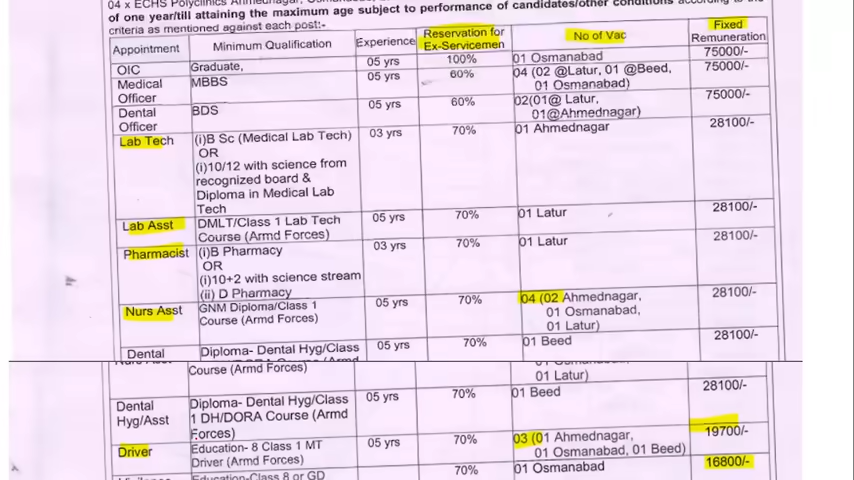 04 x ECHS Polyclinics Ahmednagar,
of one year/till attaining the maximum age subject to performance of candidates/other conditions according to the
criteria as mentioned against each post:-
Appointment Minimum Qualification Experience Reservation for Ex-Servicemen No of Vac Fixed Remuneration
OIC Graduate, 05 yrs 100% 01 Osmanabad 75000/-
Medical MBBS 05 yrs 60% 04 (02 @Latur, 01 @Beed, 75000/-
Officer 01 Osmanabad)
Dental BDS 05 yrs 60% 02(01@ Latur, 75000/-
Officer 01@Ahmednagar)
Lab Tech (i)B Sc (Medical Lab Tech) 03 yrs 70% 01 Ahmednagar 28100/-
OR
(i)10/12 with science from
recognized board &
Diploma in Medical Lab
Tech
Lab Asst DMLT/Class 1 Lab Tech 05 yrs 70% 01 Latur 28100/-
Course (Armd Forces)
Pharmacist (i)B Pharmacy 03 yrs 70% 01 Latur 28100/-
OR
(i)10+2 with science stream
(ii) D Pharmacy
Nurs Asst GNM Diploma/Class 1 05 yrs 70% 04 (02 Ahmednagar, 28100/-
Course (Armd Forces) 01 Osmanabad,
01 Latur)
Dental Diploma- Dental Hyg/Class 05 yrs 70% 01 Beed 28100/-
Course (Armd Forces) 01 Latur)
Dental Diploma- Dental Hyg/Class 05 yrs 70% 01 Beed 28100/-
Hyg/Asst 1 DH/DORA Course (Armd
Forces)
Driver Education- 8 Class 1 MT 05 yrs 70% 03 (01 Ahmednagar, 19700/-
Driver (Armd Forces) 01 Osmanabad, 01 Beed)
Education-Class 8 or GD 70% 01 Osmanabad 16800/-